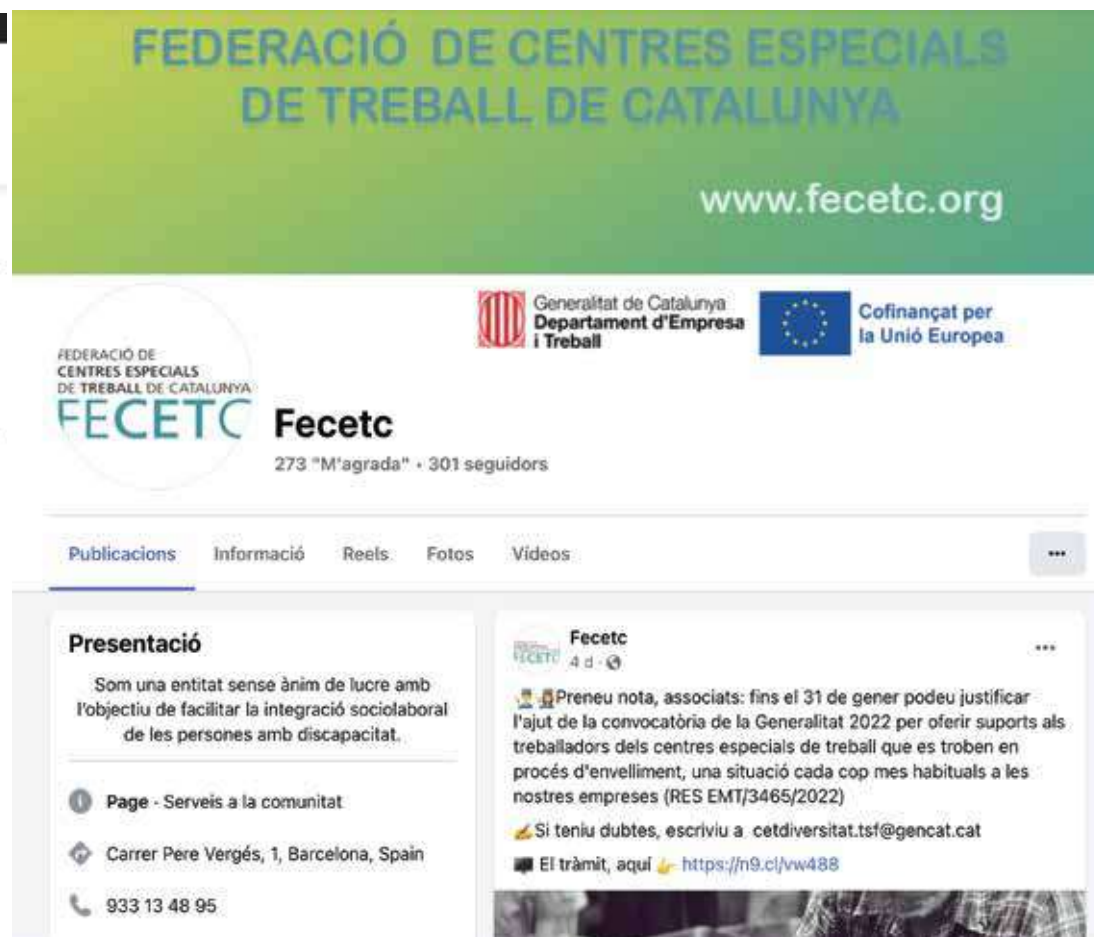 FEDERACIÓ DE CENTRES ESPECIALS
DE TREBALL DE CATALUNYA
www.fecetc.org
Generalitat de Catalunya
Departament d'Empresa
i Treball
Cofinançat per
la Unió Europea
FEDERACIÓ DE
CENTRES ESPECIALS
DE TREBALL DE CATALUNYA
FECETC
Fecetc
273 "M'agrada" • 301 seguidors
Publicacions Informació Reels Fotos Vídeos
Presentació
Som una entitat sense ànim de lucre amb
l'objectiu de facilitar la integració sociolaboral
de les persones amb discapacitat.
Page · Serveis a la comunitat
Carrer Pere Vergés, 1, Barcelona, Spain
933 13 48 95
FECETC
Fecetc
4 d
Preneu nota, associats: fins el 31 de gener podeu justificar
l'ajut de la convocatòria de la Generalitat 2022 per oferir suports als
treballadors dels centres especials de treball que es troben en
procés d'envelliment, una situació cada cop mes habituals a les
nostres empreses (RES EMT/3465/2022)
Si teniu dubtes, escriviu a cetdiversitat.tsf@gencat.cat
El tràmit, aquí 👉 https://n9.cl/vw488